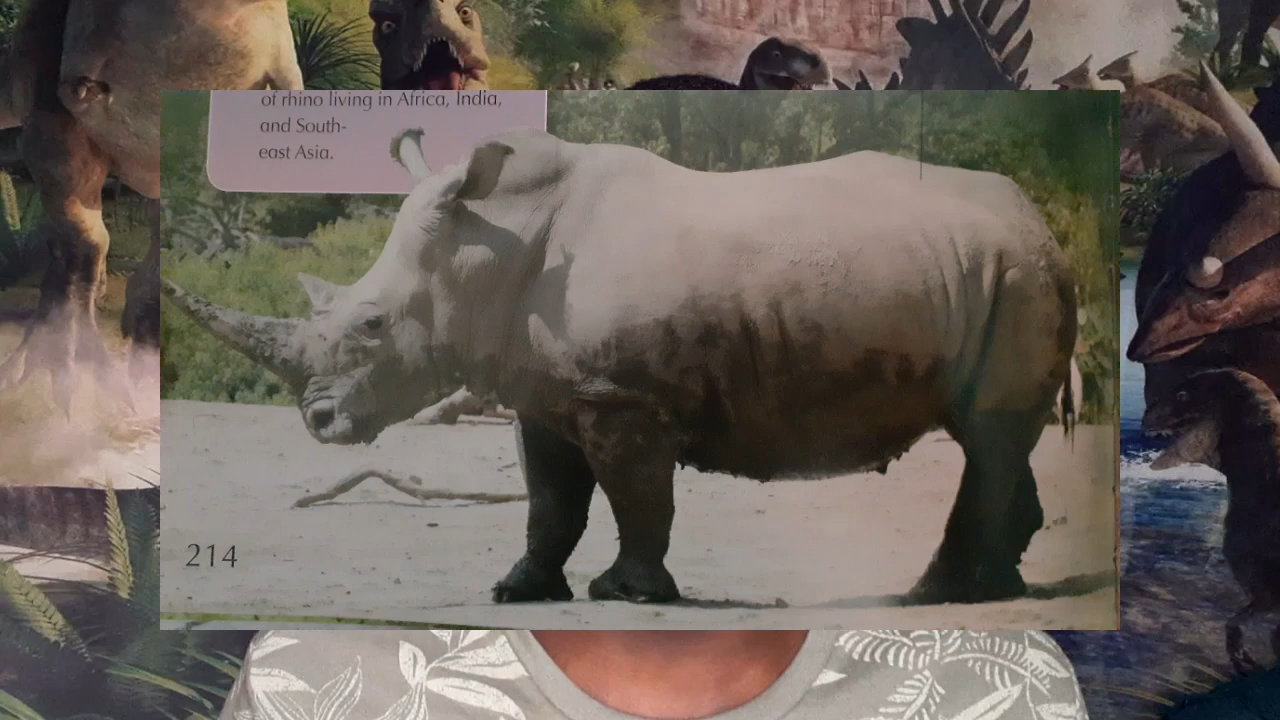 of rhino living in Africa, India,
and South-
east Asia.
214